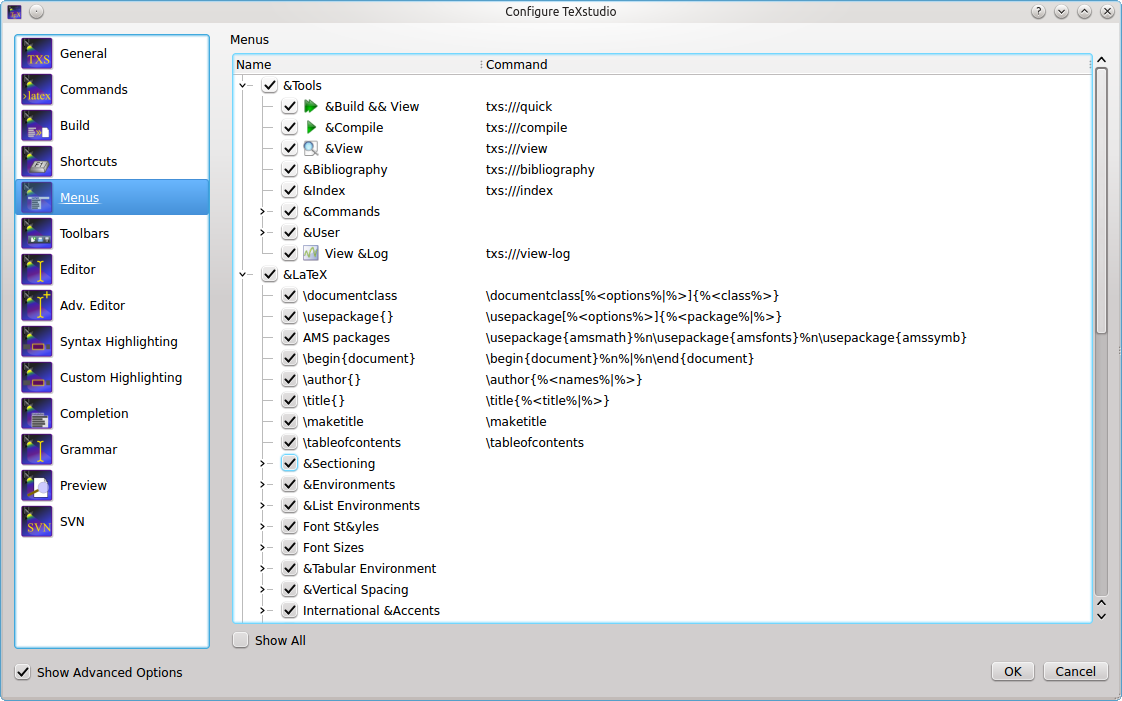 Configure TeXstudio
General
Commands
Build
Shortcuts
Menus
Toolbars
Editor
Adv. Editor
Syntax Highlighting
Custom Highlighting
Completion
Grammar
Preview
SVN
Menus
Name Command
&Tools
&Build && View txs:///quick
&Compile txs:///compile
&View txs:///view
&Bibliography txs:///bibliography
&Index txs:///index
&Commands
&User
View &Log txs:///view-log
&LaTeX
\documentclass \documentclass[%<options%|%>]{%<class%>}
\usepackage{} \usepackage[%<options%>]{%<package%|%>}
AMS packages \usepackage{amsmath}%n\usepackage{amsfonts}%n\usepackage{amssymb}
\begin{document} \begin{document}%n%|%n\end{document}
\author{} \author{%<names%|%>}
\title{} \title{%<title%|%>}
\maketitle \maketitle
\tableofcontents \tableofcontents
&Sectioning
&Environments
&List Environments
Font St&yles
Font Sizes
&Tabular Environment
&Vertical Spacing
International &Accents
Show All
Show Advanced Options
OK Cancel